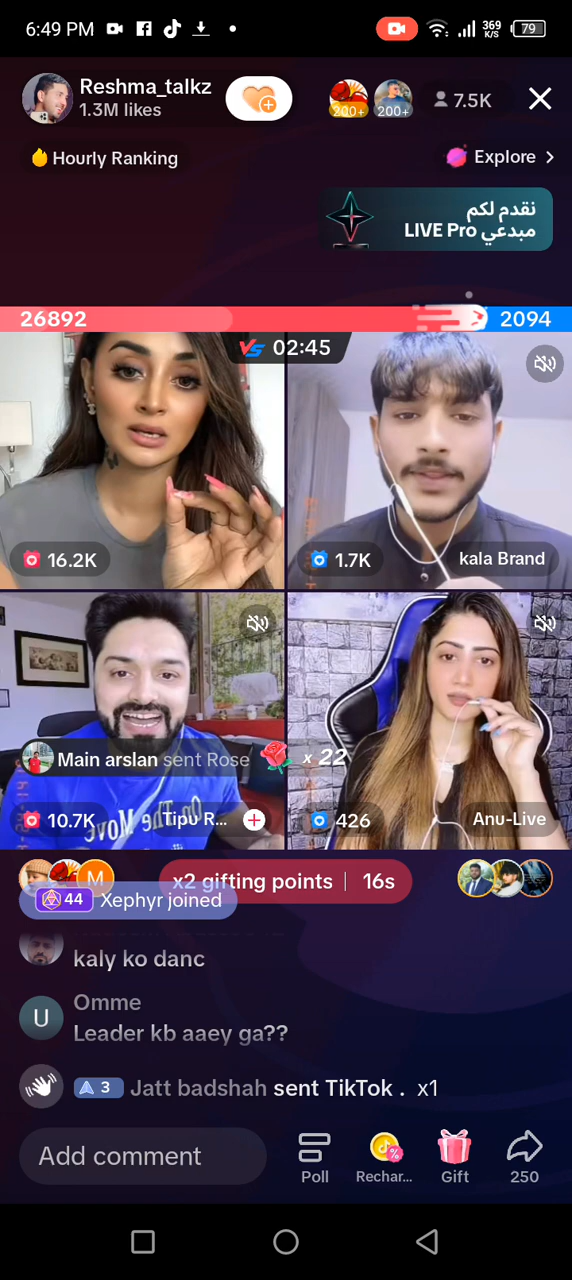 6:49 PM
369
K/S
79
Reshma_talkz
1.3M likes
200+
200+
7.5K
Hourly Ranking
Explore
نقدم لكم
مبدعي LIVE Pro
26892
2094
VS 02:45
16.2K
1.7K
kala Brand
Main arslan sent Rose x 22
10.7K
Tipu R...
426
Anu-Live
M
x2 gifting points | 16s
44 Xephyr joined
kaly ko danc
U
Omme
Leader kb aaey ga??
3 Jatt badshah sent TikTok . x1
Add comment
Poll
Rechar...
Gift
250